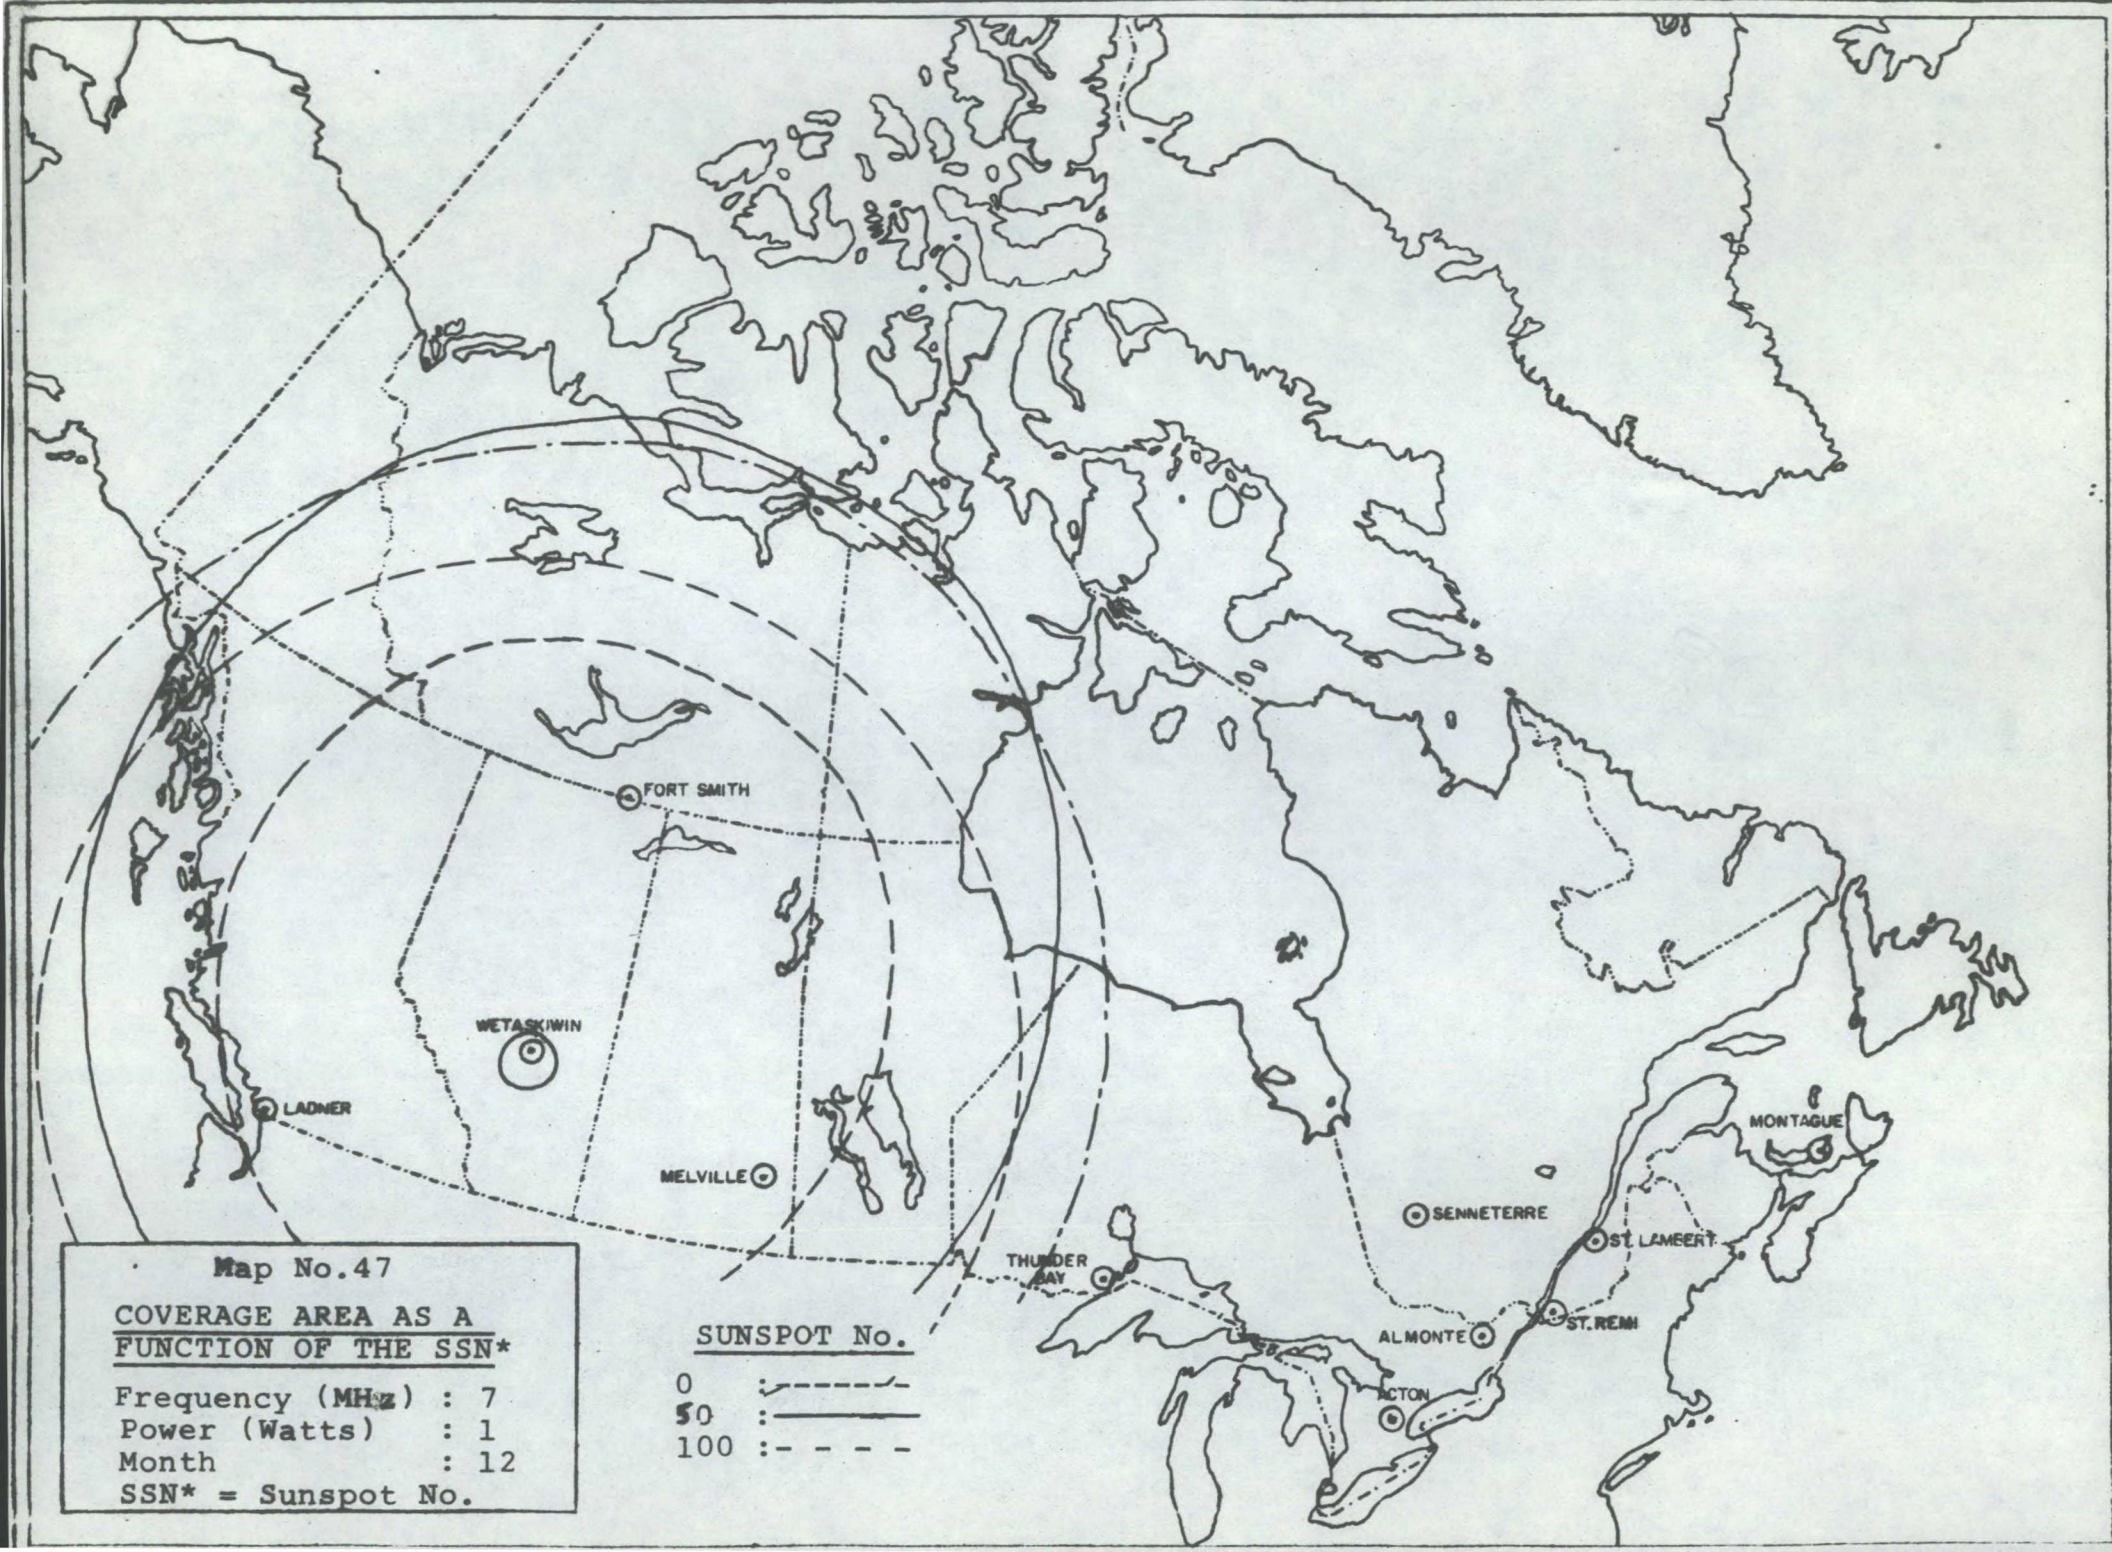 FORT SMITH
WETASKIWIN
LADNER
MELVILLE
MONTAGUE
SENNETERRE
ST. LAMBERT
THUNDER
BAY
ST. REMI
ALMONTE
ACTON
Map No.47
COVERAGE AREA AS A
FUNCTION OF THE SSN*
Frequency (MHz) : 7
Power (Watts) : 1
Month : 12
SSN* = Sunspot No.
SUNSPOT No.
0 :
50 :
100 :